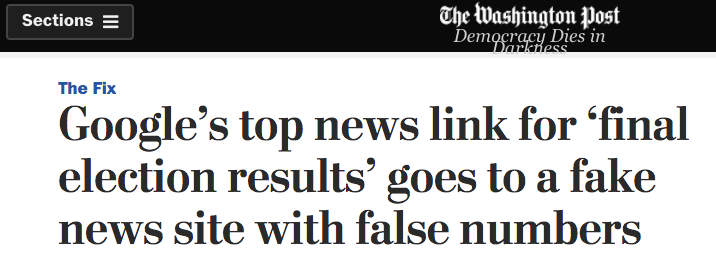 Sections
The Washington Post
Democracy Dies in
Darkness
The Fix
Google’s top news link for ‘final
election results’ goes to a fake
news site with false numbers